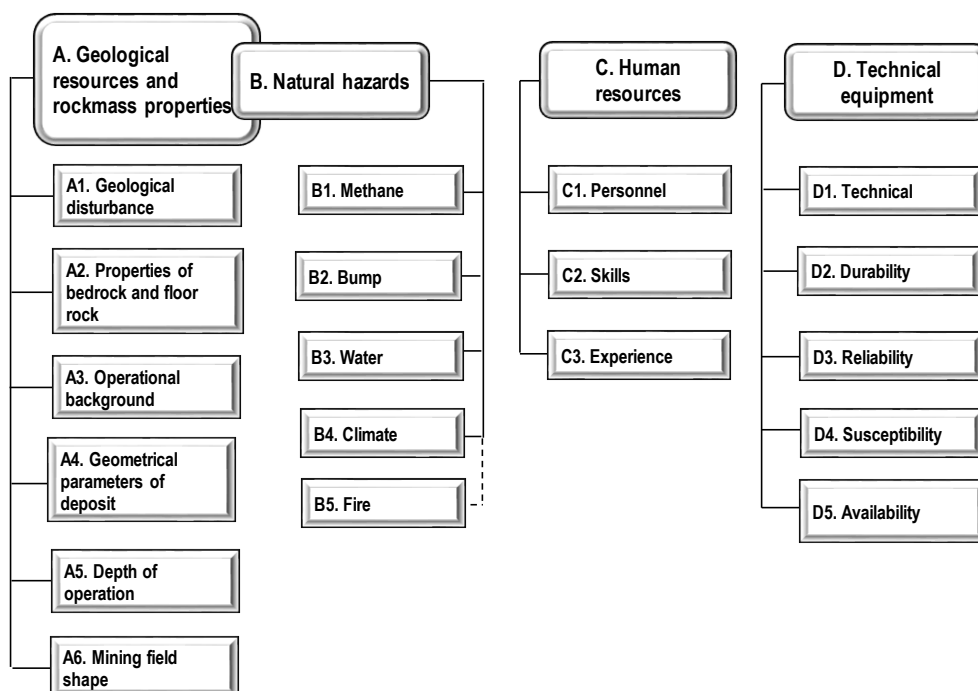 A. Geological
resources and
rockmass properties
B. Natural hazards
C. Human
resources
D. Technical
equipment
A1. Geological
disturbance
A2. Properties of
bedrock and floor
rock
A3. Operational
background
A4. Geometrical
parameters of
deposit
A5. Depth of
operation
A6. Mining field
shape
B1. Methane
B2. Bump
B3. Water
B4. Climate
B5. Fire
C1. Personnel
C2. Skills
C3. Experience
D1. Technical
D2. Durability
D3. Reliability
D4. Susceptibility
D5. Availability